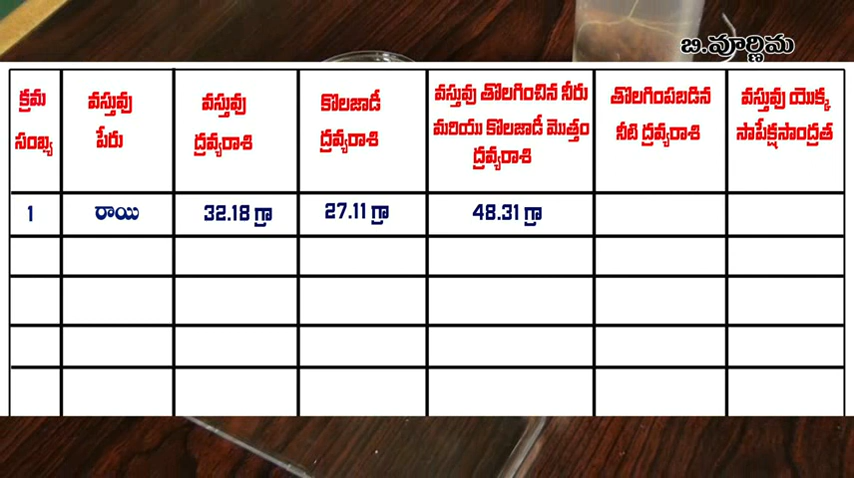 బి.పూర్ణిమ
క్రమ సంఖ్య
వస్తువు పేరు
వస్తువు ద్రవ్యరాశి
కొలజాడీ ద్రవ్యరాశి
వస్తువు తొలగించిన నీరు మరియు కొలజాడీ మొత్తం ద్రవ్యరాశి
తొలగింపబడిన నీటి ద్రవ్యరాశి
వస్తువు యొక్క సాపేక్షసాంద్రత
1 రాయి 32.18 గ్రా 27.11 గ్రా 48.31 గ్రా